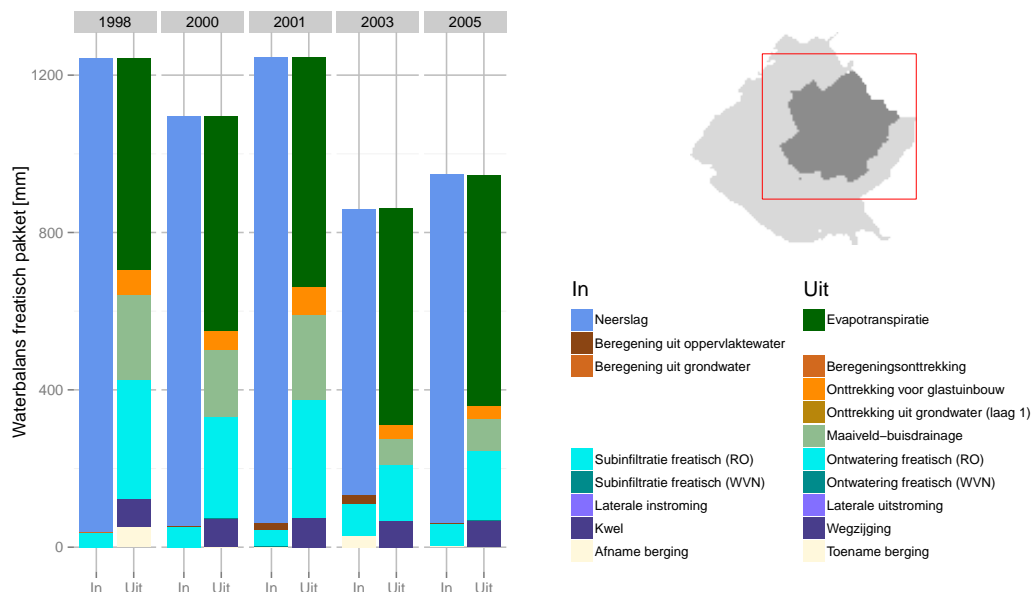 1998 2000 2001 2003 2005
Waterbalans freatisch pakket [mm]
1200
800
400
0
In Uit In Uit In Uit In Uit In Uit
In
Neerslag
Beregening uit oppervlaktewater
Beregening uit grondwater
Subinfiltratie freatisch (RO)
Subinfiltratie freatisch (WVN)
Laterale instroming
Kwel
Afname berging
Uit
Evapotranspiratie
Beregeningsonttrekking
Onttrekking voor glastuinbouw
Onttrekking uit grondwater (laag 1)
Maaiveld−buisdrainage
Ontwatering freatisch (RO)
Ontwatering freatisch (WVN)
Laterale uitstroming
Wegzijging
Toename berging